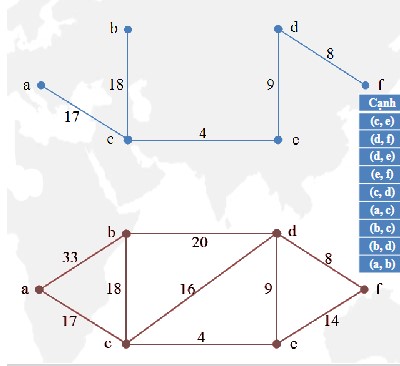 b
d
8
a
18
9
f
17
c
4
e
Cạnh
(c, e)
(d, f)
(d, e)
(e, f)
(c, d)
(a, c)
(b, c)
(b, d)
(a, b)
b
d
20
33
8
a
18
16
9
f
17
14
c
4
e